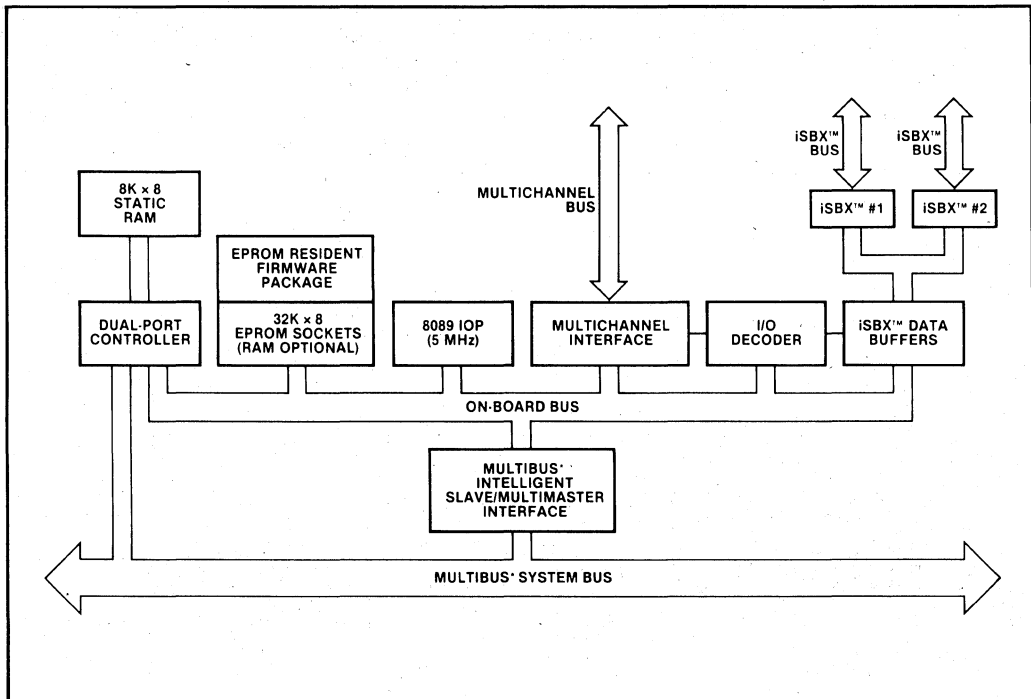 iSBX™
BUS
iSBX™
BUS
MULTICHANNEL
BUS
8K × 8
STATIC
RAM
iSBX™ #1
iSBX™ #2
EPROM RESIDENT
FIRMWARE
PACKAGE
DUAL-PORT
CONTROLLER
32K × 8
EPROM SOCKETS
(RAM OPTIONAL)
8089 IOP
(5 MHz)
MULTICHANNEL
INTERFACE
I/O
DECODER
iSBX™ DATA
BUFFERS
ON-BOARD BUS
MULTIBUS*
INTELLIGENT
SLAVE/MULTIMASTER
INTERFACE
MULTIBUS* SYSTEM BUS